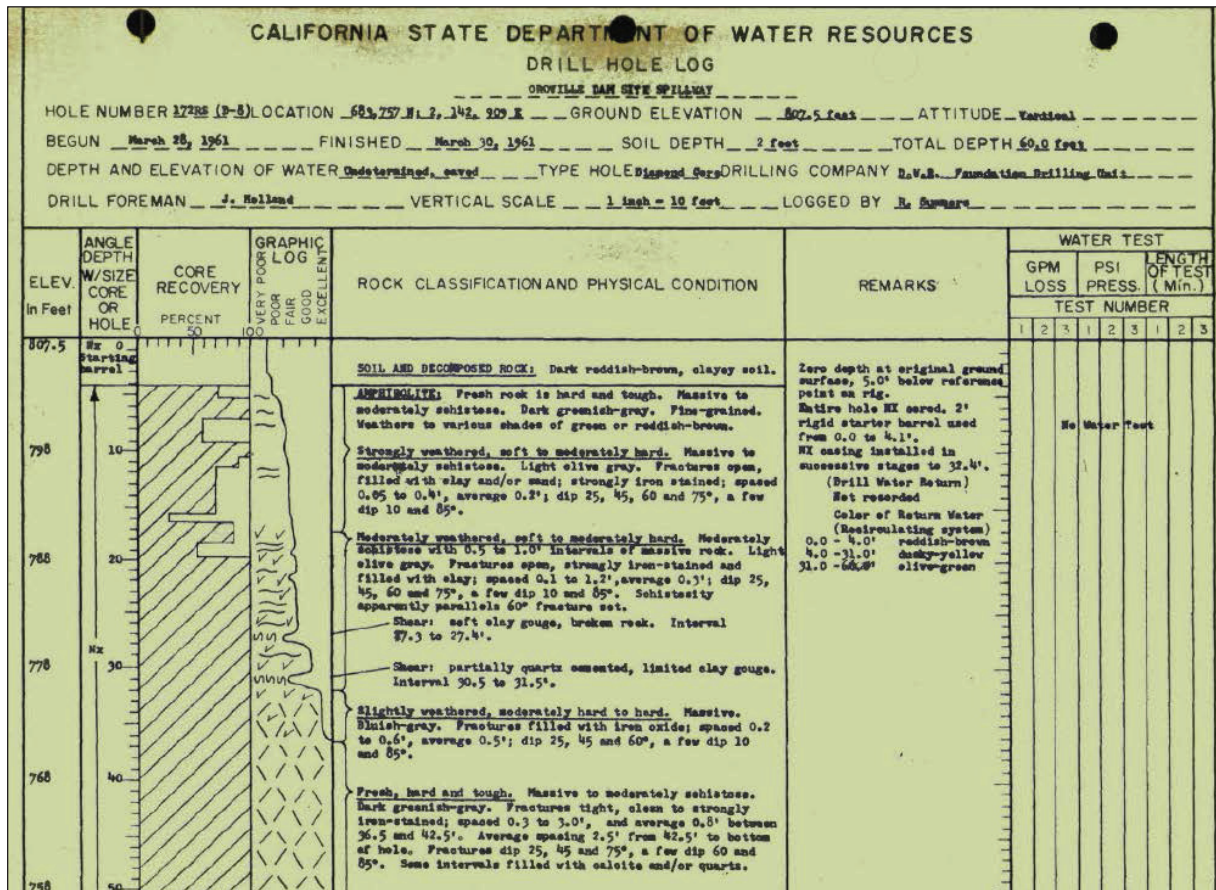 CALIFORNIA STATE DEPARTMENT OF WATER RESOURCES
DRILL HOLE LOG
OROVILLE DAM SITE SPILLWAY
HOLE NUMBER 172RS (B-8) LOCATION 689,757 N; 2, 142, 909 E GROUND ELEVATION 807.5 feet ATTITUDE Vertical
BEGUN March 28, 1961 FINISHED March 30, 1961 SOIL DEPTH 2 feet TOTAL DEPTH 60.0 feet
DEPTH AND ELEVATION OF WATER Undetermined, caved TYPE HOLE Diamond Core DRILLING COMPANY D.W.R. Foundation Drilling Unit
DRILL FOREMAN J. Holland VERTICAL SCALE 1 inch = 10 feet LOGGED BY R. Summers
ELEV.
In Feet
ANGLE
DEPTH
W/SIZE
CORE
OR
HOLE
CORE
RECOVERY
PERCENT
0 50 100
GRAPHIC
LOG
VERY POOR
POOR
FAIR
GOOD
EXCELLENT
ROCK CLASSIFICATION AND PHYSICAL CONDITION
REMARKS
WATER TEST
GPM
LOSS
PSI
PRESS.
LENGTH
OF TEST
(Min.)
TEST NUMBER
1 2 3 1 2 3 1 2 3
807.5
Nx 0
Starting
barrel
SOIL AND DECOMPOSED ROCK: Dark reddish-brown, clayey soil.
AMPHIBOLITE: Fresh rock is hard and tough. Massive to
moderately schistose. Dark greenish-gray. Fine-grained.
Weathers to various shades of green or reddish-brown.
798
10
Strongly weathered, soft to moderately hard. Massive to
moderately schistose. Light olive gray. Fractures open,
filled with clay and/or sand; strongly iron stained; spaced
0.05 to 0.4', average 0.2'; dip 25, 45, 60 and 75°, a few
dip 10 and 85°.
Moderately weathered, soft to moderately hard. Moderately
schistose with 0.5 to 1.0' intervals of massive rock. Light
olive gray. Fractures open, strongly iron-stained and
filled with clay; spaced 0.1 to 1.2', average 0.3'; dip 25,
45, 60 and 75°, a few dip 10 and 85°. Schistosity
apparently parallels 60° fracture set.
788
20
Shear: soft clay gouge, broken rock. Interval
27.3 to 27.4'.
778
Nx
30
Shear: partially quartz cemented, limited clay gouge.
Interval 30.5 to 31.5'.
Slightly weathered, moderately hard to hard. Massive.
Bluish-gray. Fractures filled with iron oxide; spaced 0.2
to 0.6', average 0.5'; dip 25, 45 and 60°, a few dip 10
and 85°.
768
40
Fresh, hard and tough. Massive to moderately schistose.
Dark greenish-gray. Fractures tight, clean to strongly
iron-stained; spaced 0.3 to 3.0', and average 0.8' between
36.5 and 42.5'. Average spacing 2.5' from 42.5' to bottom
of hole. Fractures dip 25, 45 and 75°, a few dip 60 and
85°. Some intervals filled with calcite and/or quartz.
758
50
Zero depth at original ground
surface, 5.0' below reference
point on rig.
Entire hole NX cored. 2'
rigid starter barrel used
from 0.0 to 4.1'.
NX casing installed in
successive stages to 32.4'.
(Drill Water Return)
Not recorded
Color of Return Water
(Recirculating system)
0.0 - 4.0' reddish-brown
4.0 -31.0' dusky-yellow
31.0 -60.0' olive-green
No Water Test